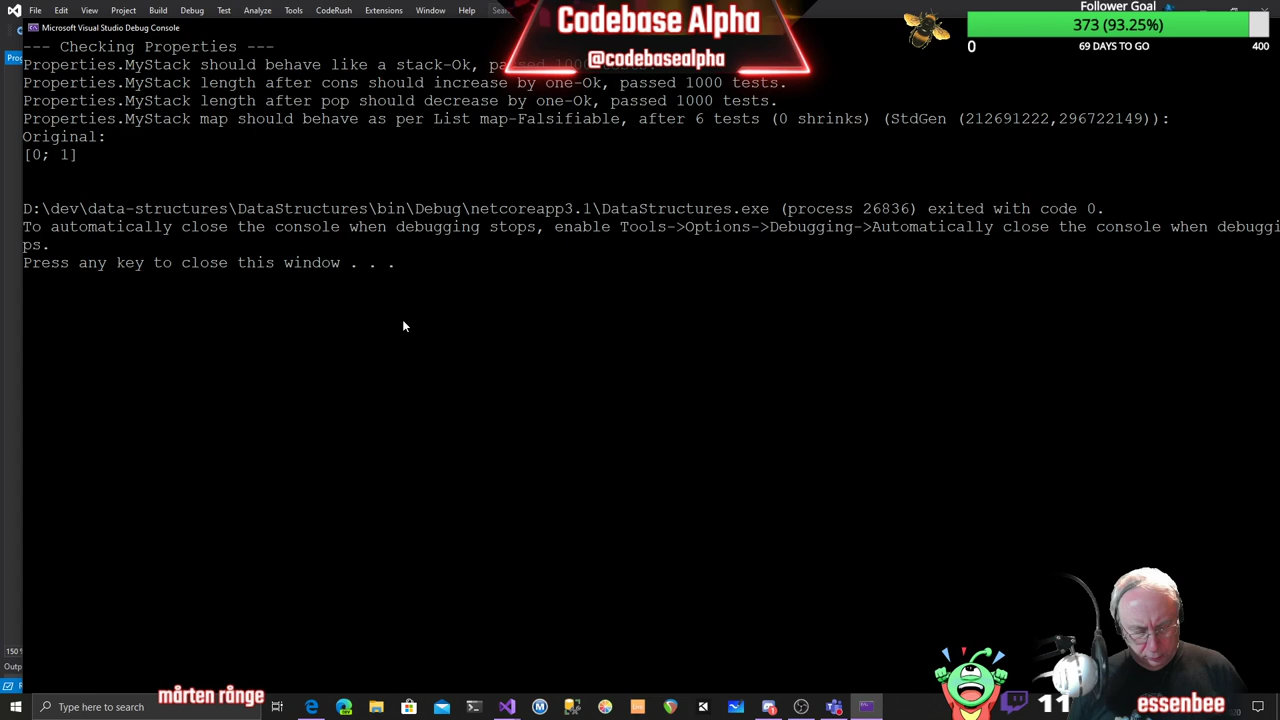 File Edit View Project Build Debug Test Analyze Tools CodeRush Extensions Window Help
Microsoft Visual Studio Debug Console
Codebase Alpha
@codebasealpha
Follower Goal
373 (93.25%)
0 69 DAYS TO GO 400
--- Checking Properties ---
Properties.MyStack should behave like a stack-Ok, passed 1000 tests.
Properties.MyStack length after cons should increase by one-Ok, passed 1000 tests.
Properties.MyStack length after pop should decrease by one-Ok, passed 1000 tests.
Properties.MyStack map should behave as per List map-Falsifiable, after 6 tests (0 shrinks) (StdGen (212691222,296722149)):
Original:
[0; 1]
D:\dev\data-structures\DataStructures\bin\Debug\netcoreapp3.1\DataStructures.exe (process 26836) exited with code 0.
To automatically close the console when debugging stops, enable Tools->Options->Debugging->Automatically close the console when debuggi
ps.
Press any key to close this window . . .
150 %
Outp
mårten rånge
Type here to search
11
essenbee